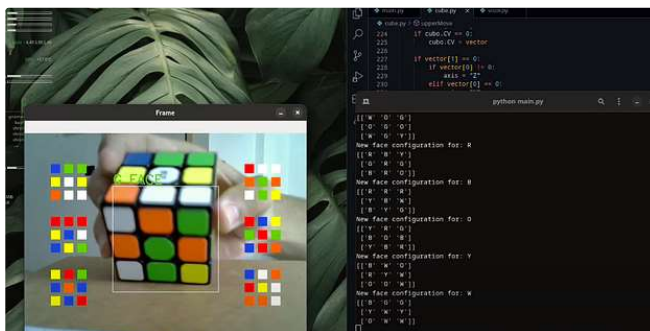 main.py cube.py × stick.py
cube.py > upperMove
224 if cubo.CV == 0:
225 cubo.CV = vector
227 if vector[1] == 0:
228 if vector[0] != 0:
229 axis = "Z"
230 elif vector[0] == 0:
Frame
G FACE
python main.py
[['W' 'O' 'G']
['O' 'G' 'O']
['W' 'G' 'Y']]
New face configuration for: R
[['R' 'B' 'Y']
['G' 'R' 'G']
['B' 'R' 'O']]
New face configuration for: B
[['R' 'R' 'R']
['Y' 'B' 'W']
['B' 'Y' 'G']]
New face configuration for: O
[['Y' 'R' 'G']
['B' 'O' 'B']
['Y' 'B' 'R']]
New face configuration for: Y
[['B' 'W' 'O']
['R' 'Y' 'W']
['O' 'O' 'W']]
New face configuration for: W
[['B' 'G' 'G']
['Y' 'W' 'Y']
['O' 'W' 'W']]